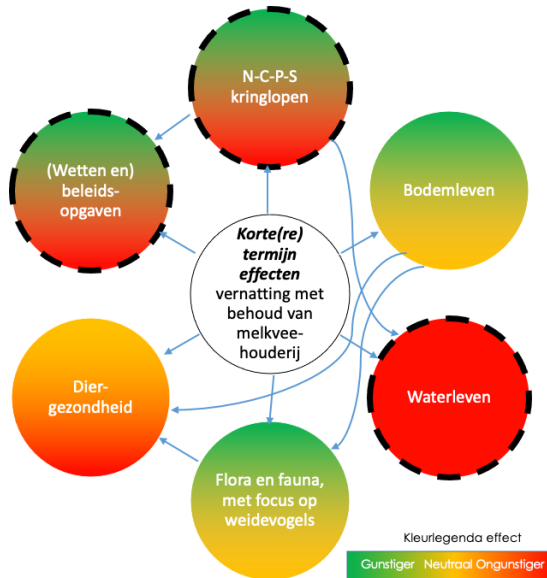 N-C-P-S
kringlopen
(Wetten en)
beleids-
opgaven
Bodemleven
Korte(re)
termijn
effecten
vernatting met
behoud van
melkvee-
houderij
Dier-
gezondheid
Waterleven
Flora en fauna,
met focus op
weidevogels
Kleurlegenda effect
Gunstiger Neutraal Ongunstiger